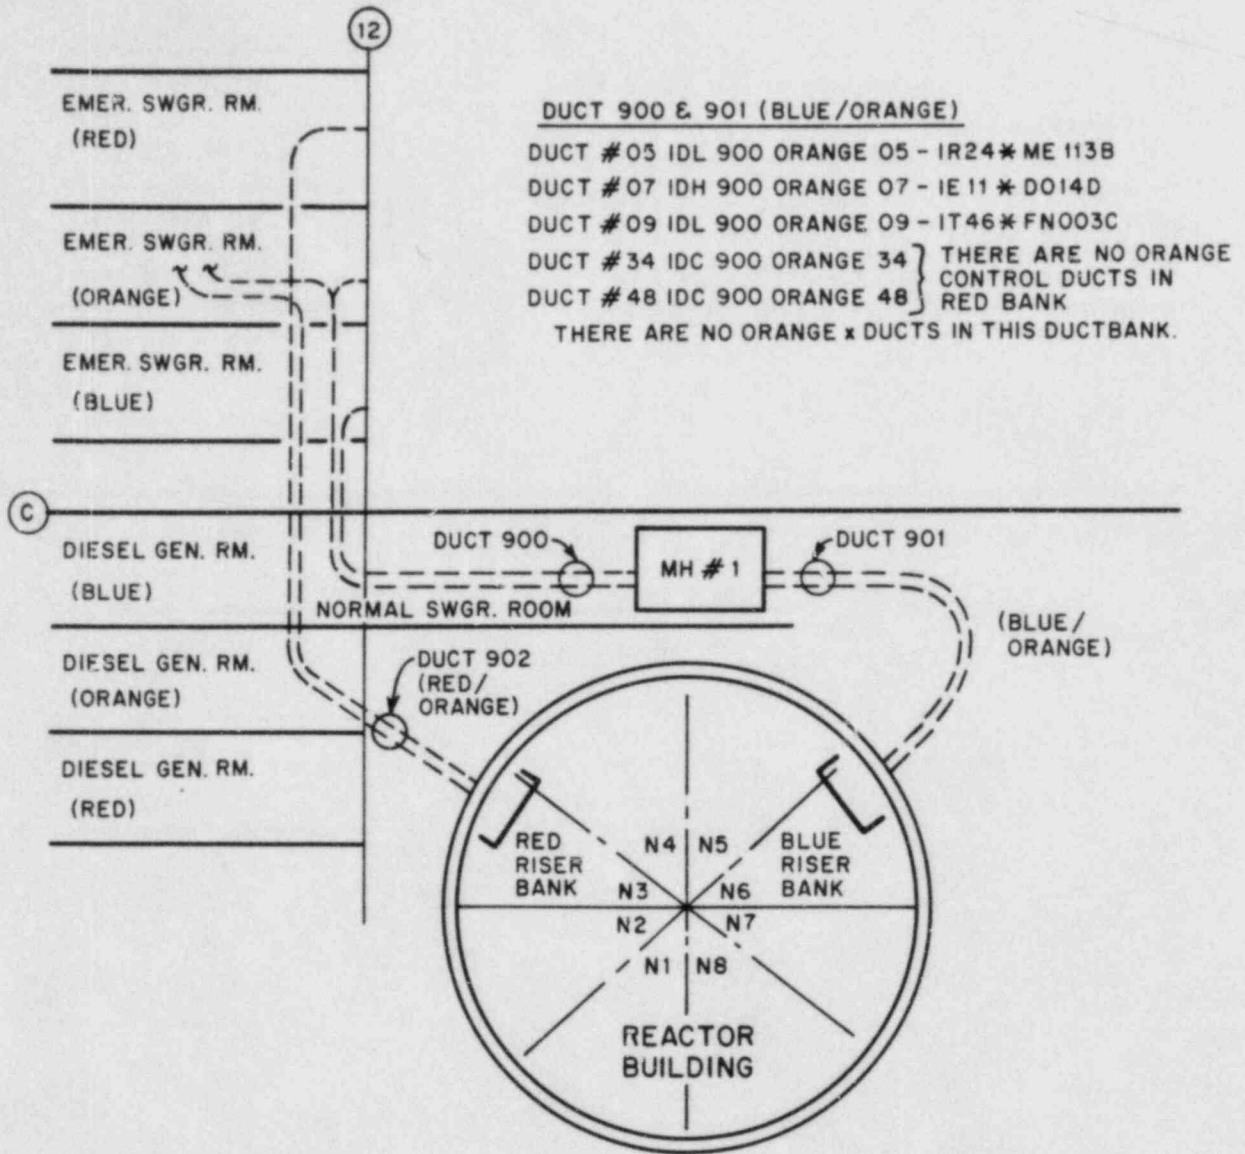 12
EMER. SWGR. RM.
(RED)
DUCT 900 & 901 (BLUE/ORANGE)
DUCT #05 IDL 900 ORANGE 05 - IR24*ME 113B
DUCT #07 IDH 900 ORANGE 07 - IE 11 * DO14D
DUCT #09 IDL 900 ORANGE 09 - IT46*FN003C
DUCT #34 IDC 900 ORANGE 34
DUCT #48 IDC 900 ORANGE 48
THERE ARE NO ORANGE
CONTROL DUCTS IN
RED BANK
THERE ARE NO ORANGE x DUCTS IN THIS DUCTBANK.
EMER. SWGR. RM.
(ORANGE)
EMER. SWGR. RM.
(BLUE)
C
DIESEL GEN. RM.
(BLUE)
DUCT 900
MH #1
DUCT 901
NORMAL SWGR. ROOM
(BLUE/
ORANGE)
DIESEL GEN. RM.
(ORANGE)
DUCT 902
(RED/
ORANGE)
DIESEL GEN. RM.
(RED)
RED
RISER
BANK
BLUE
RISER
BANK
N4 N5
N3 N6
N2 N7
N1 N8
REACTOR
BUILDING